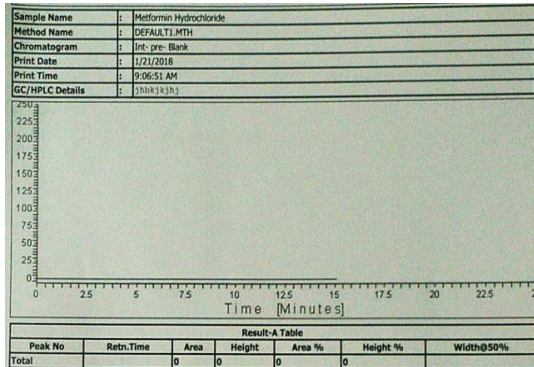 Sample Name : Metformin Hydrochloride
Method Name : DEFAULT1.MTH
Chromatogram : Int- pre- Blank
Print Date : 1/21/2018
Print Time : 9:06:51 AM
GC/HPLC Details : jhbkjkjhj
250
225
200
175
150
125
100
75
50
25
0
0 2.5 5 7.5 10 12.5 15 17.5 20 22.5
Time [Minutes]
Result-A Table
Peak No Retn.Time Area Height Area % Height % Width@50%
Total 0 0 0 0